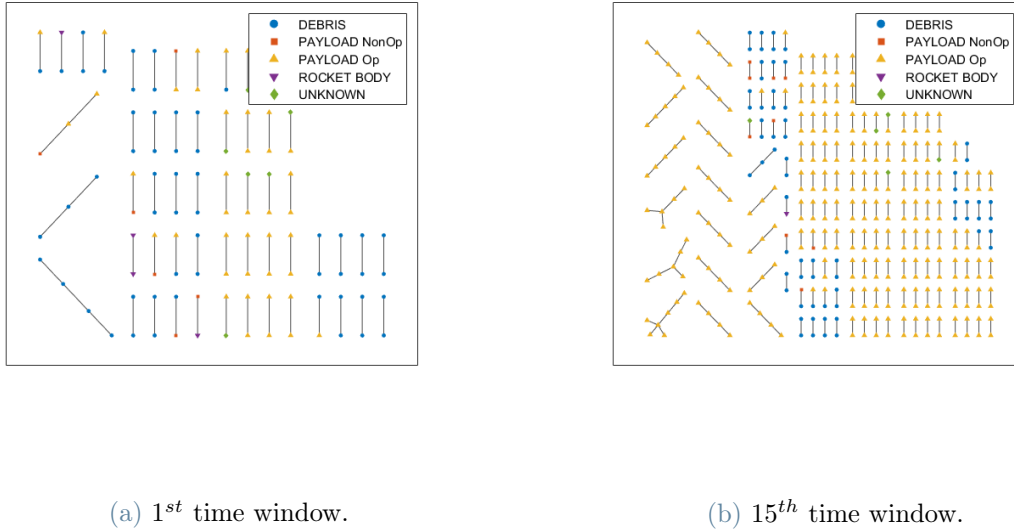 DEBRIS
PAYLOAD NonOp
PAYLOAD Op
ROCKET BODY
UNKNOWN
DEBRIS
PAYLOAD NonOp
PAYLOAD Op
ROCKET BODY
UNKNOWN
(a) 1st time window.
(b) 15th time window.